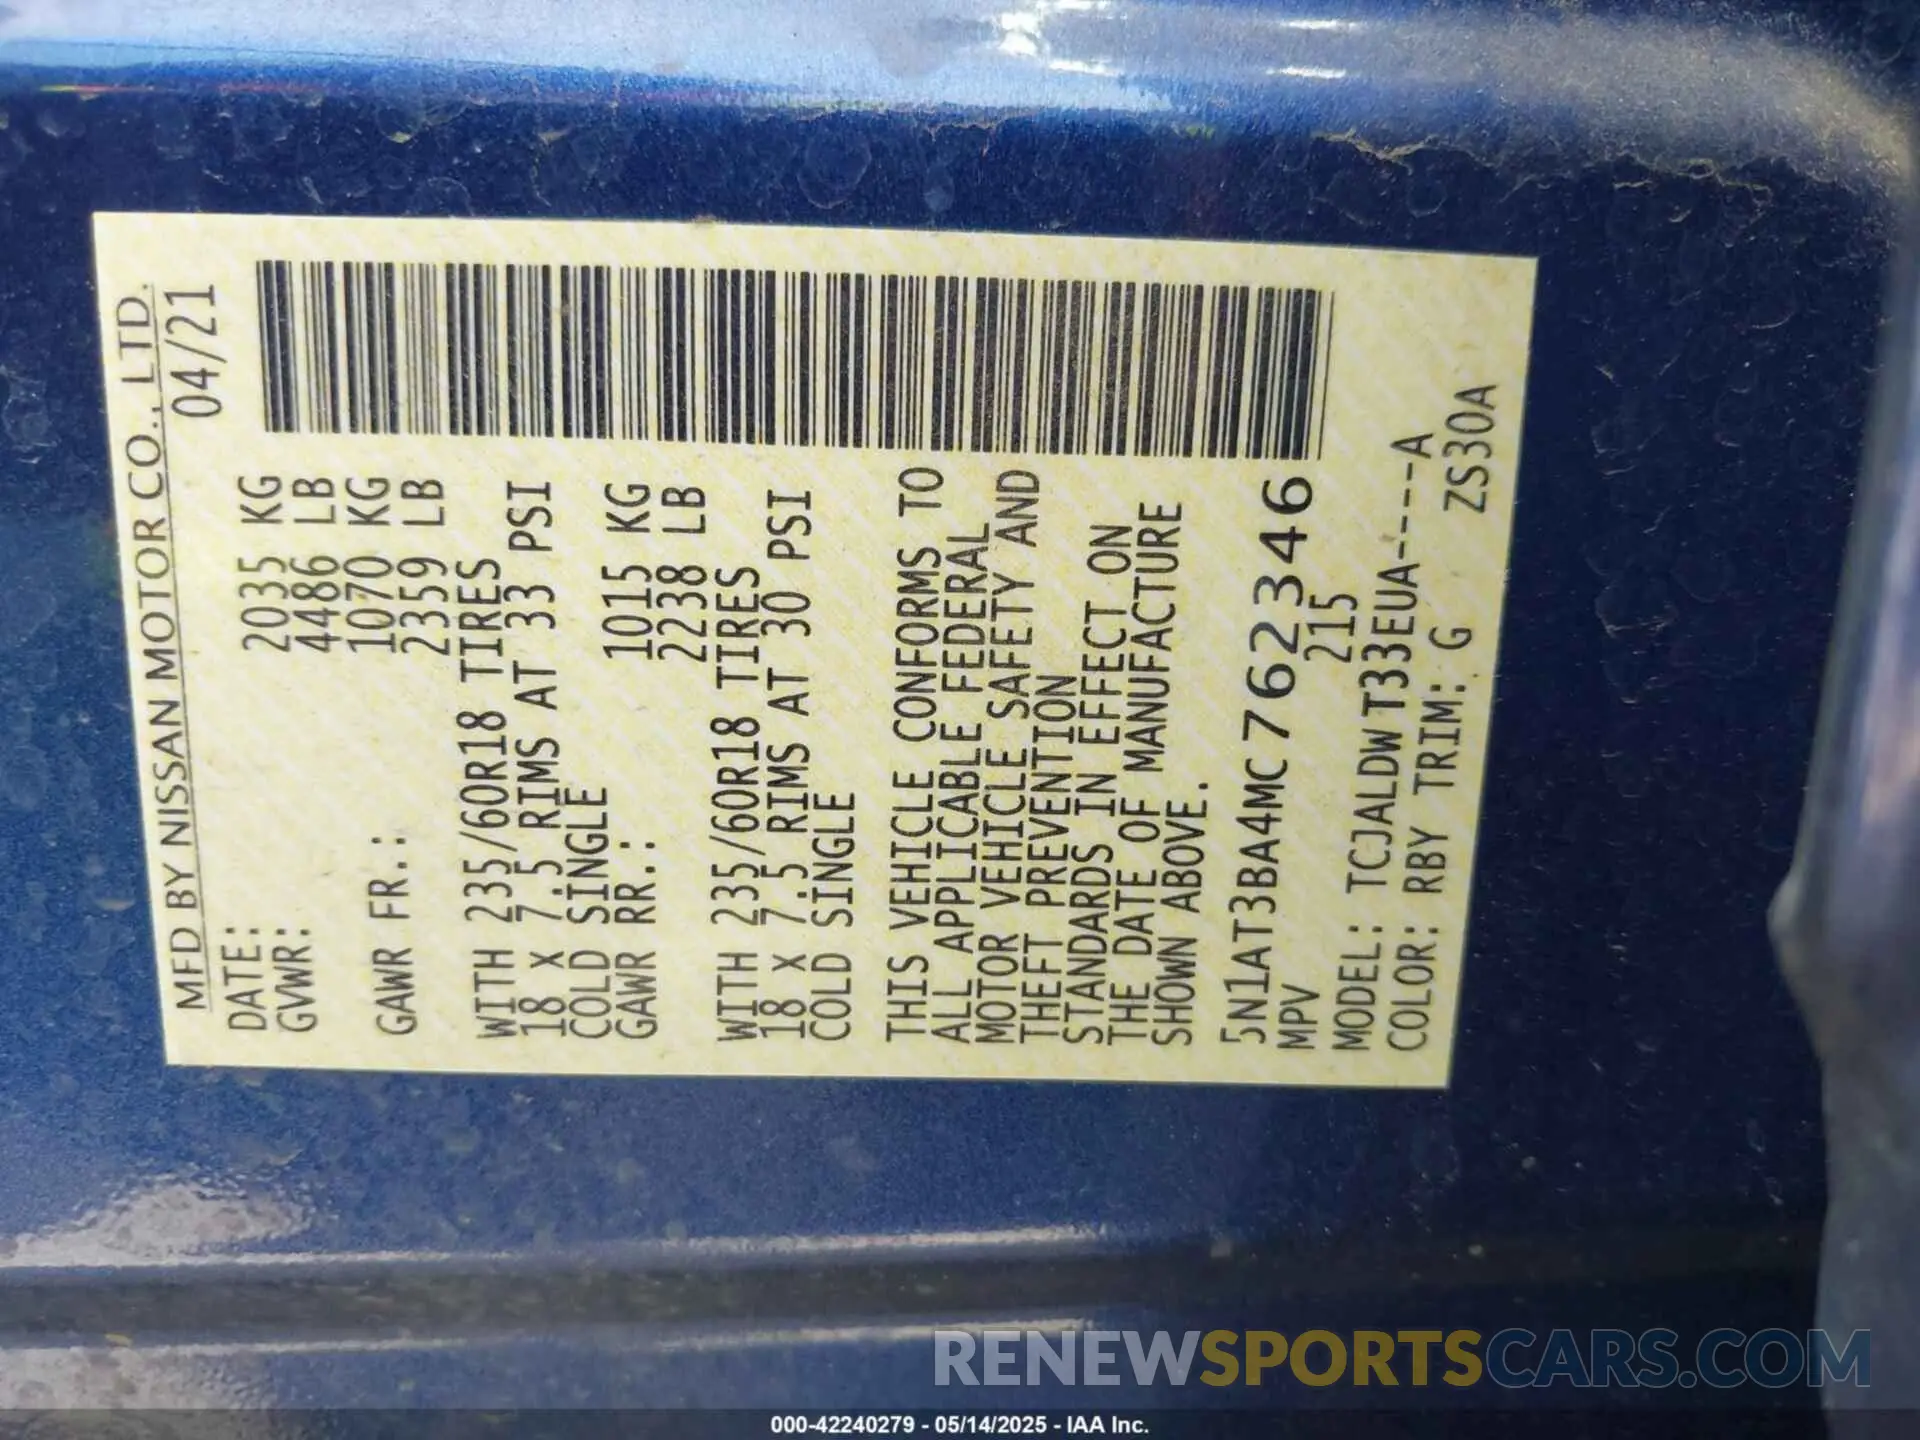 MFD BY NISSAN MOTOR CO., LTD.
DATE: 04/21
GVWR: 2035 KG
4486 LB
GAWR FR.: 1070 KG
2359 LB
WITH 235/60R18 TIRES
18 X 7.5 RIMS AT 33 PSI
COLD SINGLE
GAWR RR.: 1015 KG
2238 LB
WITH 235/60R18 TIRES
18 X 7.5 RIMS AT 30 PSI
COLD SINGLE
THIS VEHICLE CONFORMS TO
ALL APPLICABLE FEDERAL
MOTOR VEHICLE SAFETY AND
THEFT PREVENTION
STANDARDS IN EFFECT ON
THE DATE OF MANUFACTURE
SHOWN ABOVE.
5N1AT3BA4MC762346
MPV 215
MODEL: TCJALDWT33EUA----A
COLOR: RBY TRIM: G ZS30A
RENEWSPORTSCARS.COM
000-42240279 - 05/14/2025 - IAA Inc.